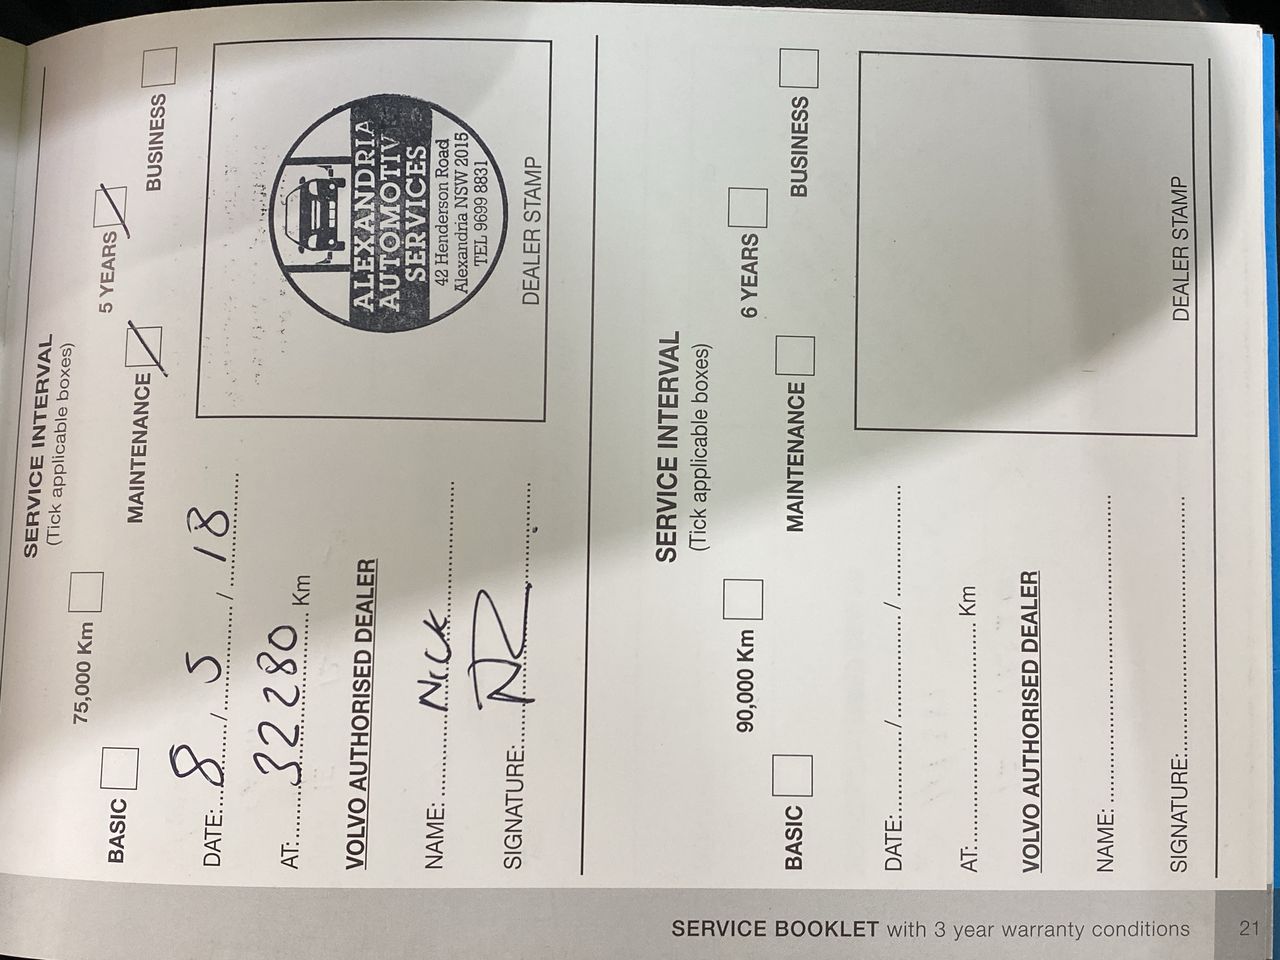 SERVICE INTERVAL
(Tick applicable boxes)
75,000 Km 5 YEARS
BASIC MAINTENANCE BUSINESS
DATE: 8 / 5 / 18
AT: 32280 Km
VOLVO AUTHORISED DEALER
NAME: Nick
SIGNATURE:
ALEXANDRIA
AUTOMOTIV
SERVICES
42 Henderson Road
Alexandria NSW 2015
TEL 9699 8831
DEALER STAMP
SERVICE INTERVAL
(Tick applicable boxes)
90,000 Km 6 YEARS
BASIC MAINTENANCE BUSINESS
DATE: / /
AT: Km
VOLVO AUTHORISED DEALER
NAME:
SIGNATURE:
DEALER STAMP
SERVICE BOOKLET with 3 year warranty conditions 21